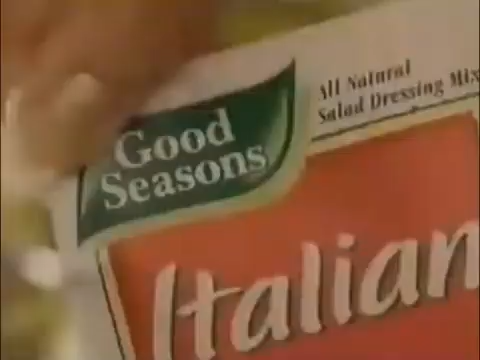 Good
Seasons
All Natural
Salad Dressing Mix
Italian